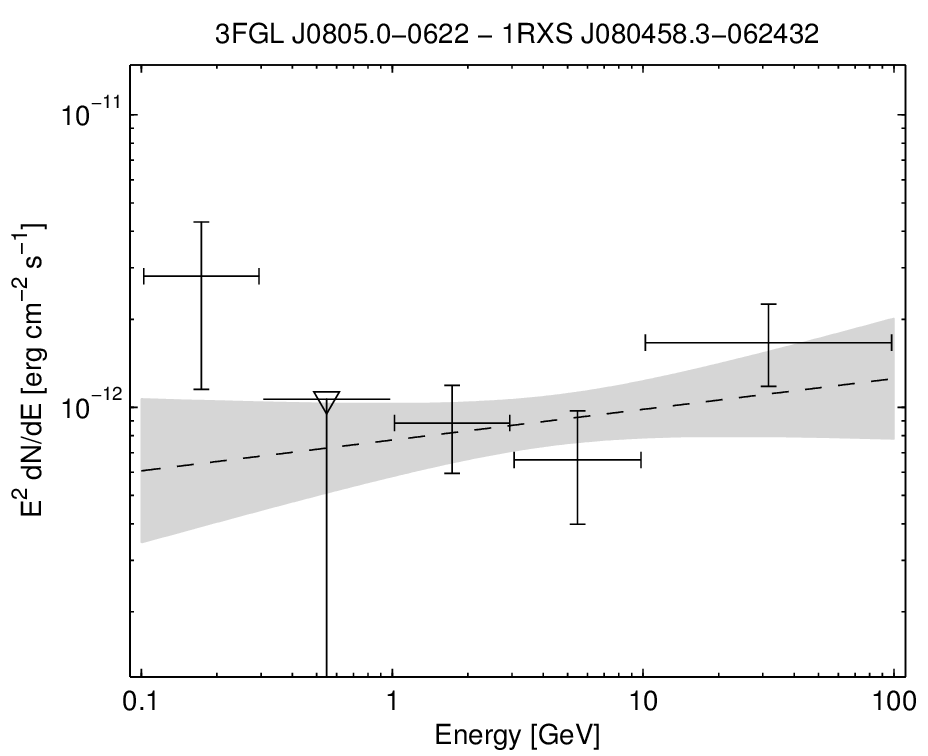 3FGL J0805.0−0622 − 1RXS J080458.3−062432
10⁻¹¹
10⁻¹²
E² dN/dE [erg cm⁻² s⁻¹]
0.1 1 10 100
Energy [GeV]